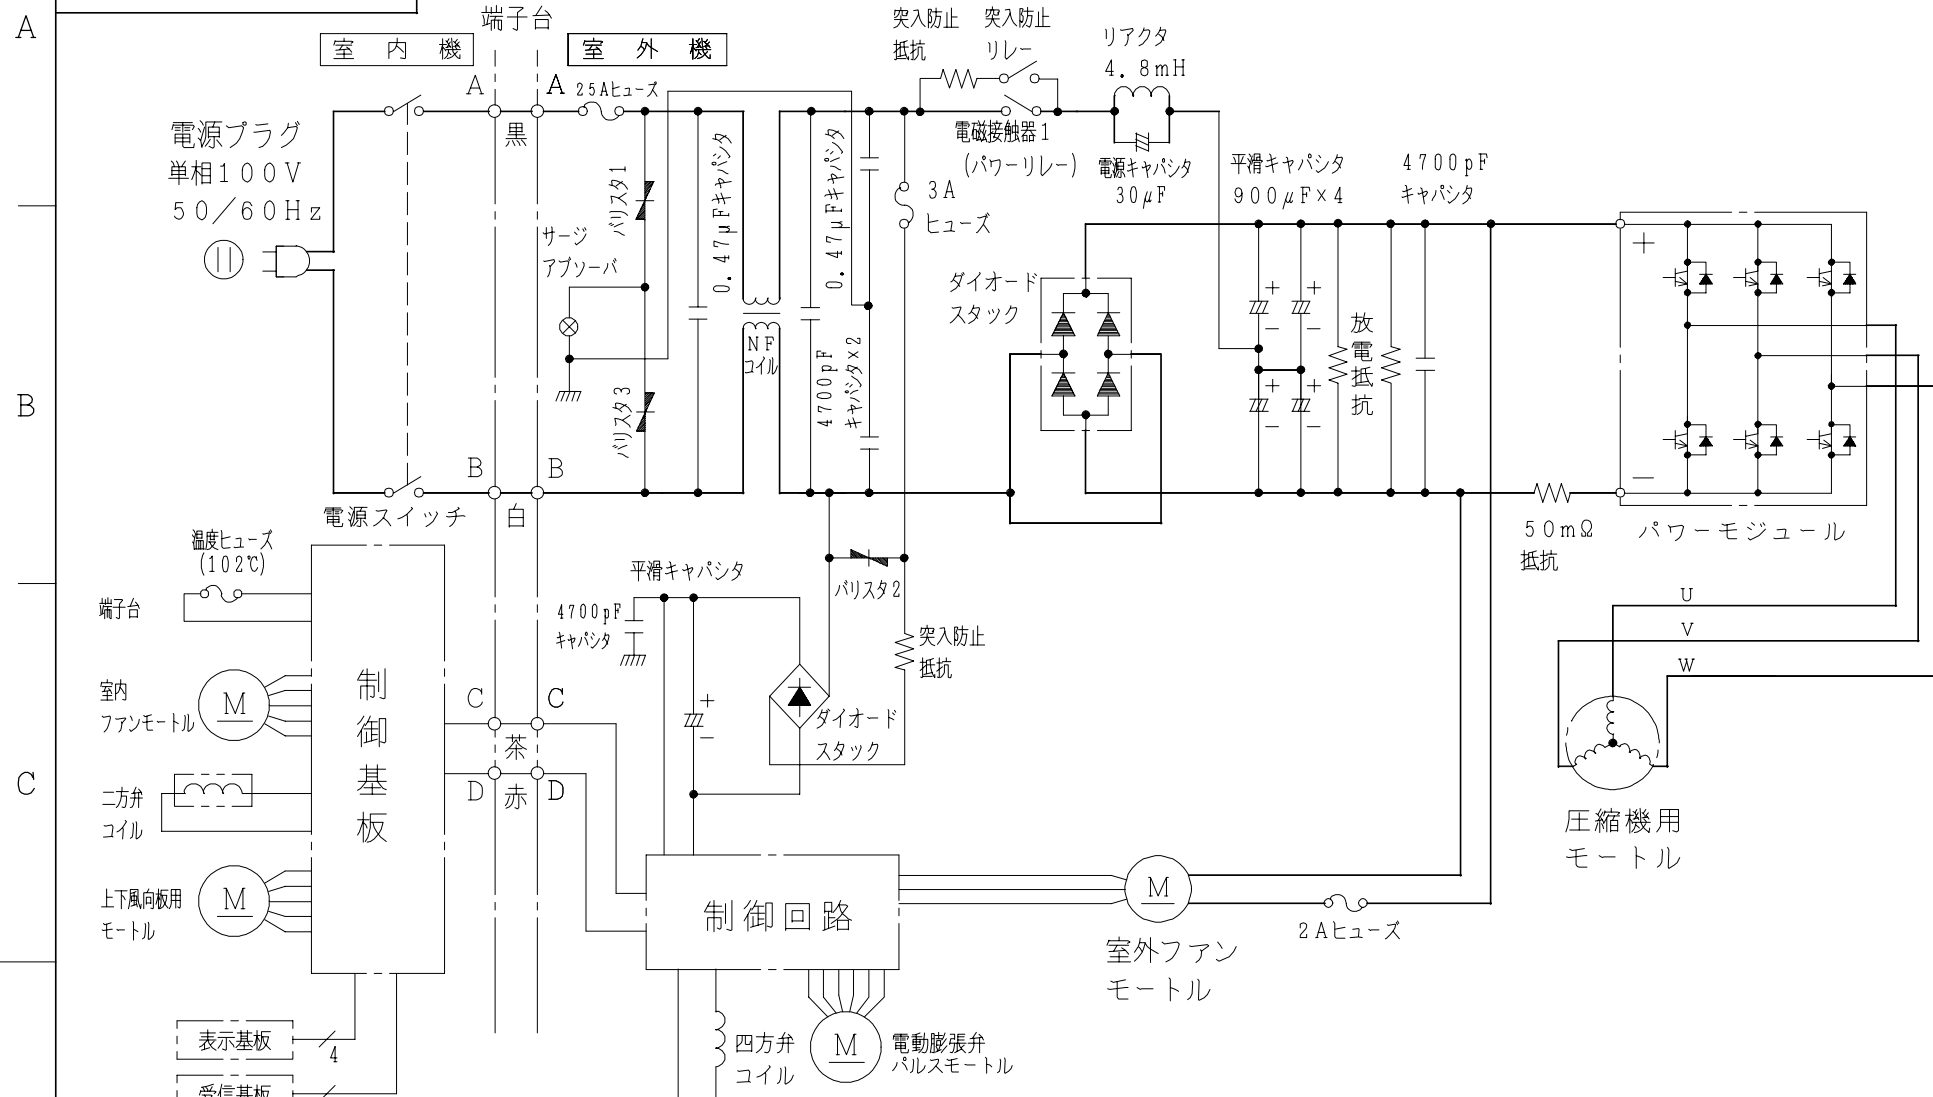 A
端子台
室内機
室外機
突入防止
抵抗
突入防止
リレー
リアクタ
4.8mH
A
A
25Aヒューズ
黒
電源プラグ
単相100V
50/60Hz
バリスタ1
0.47μFキャパシタ
0.47μFキャパシタ
3A
ヒューズ
電磁接触器1
(パワーリレー)
電源キャパシタ
30μF
平滑キャパシタ
900μF×4
4700pF
キャパシタ
サージ
アブソーバ
ダイオード
スタック
+
+
+
−
−
放電抵抗
NF
コイル
4700pF
キャパシタ×2
B
バリスタ3
+
+
−
−
B
B
白
電源スイッチ
−
50mΩ
抵抗
パワーモジュール
温度ヒューズ
(102℃)
端子台
平滑キャパシタ
4700pF
キャパシタ
バリスタ2
突入防止
抵抗
U
V
W
室内
ファンモートル
M
制御基板
C
C
茶
+
−
ダイオード
スタック
C
D
D
赤
二方弁
コイル
圧縮機用
モートル
上下風向板用
モートル
M
制御回路
M
2Aヒューズ
室外ファン
モートル
表示基板
4
四方弁
コイル
M
電動膨張弁
パルスモートル
受信基板